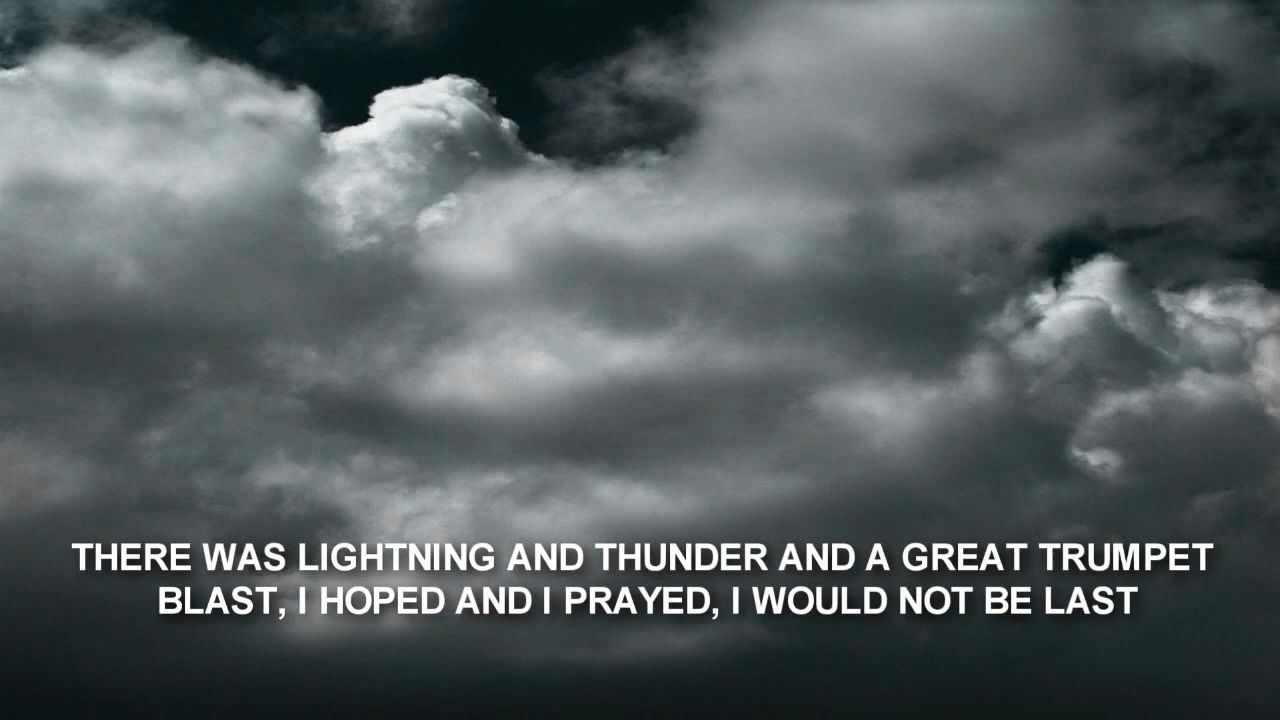 THERE WAS LIGHTNING AND THUNDER AND A GREAT TRUMPET
BLAST, I HOPED AND I PRAYED, I WOULD NOT BE LAST